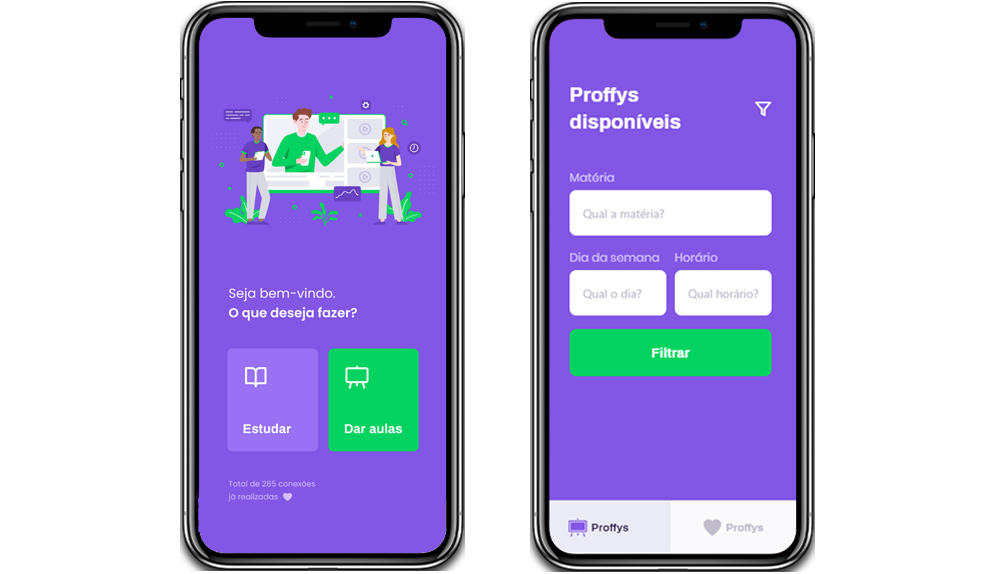 Seja bem-vindo.
O que deseja fazer?
Estudar
Dar aulas
Total de 285 conexões
já realizadas
Proffys
disponíveis
Matéria
Qual a matéria?
Dia da semana Horário
Qual o dia? Qual horário?
Filtrar
Proffys Proffys